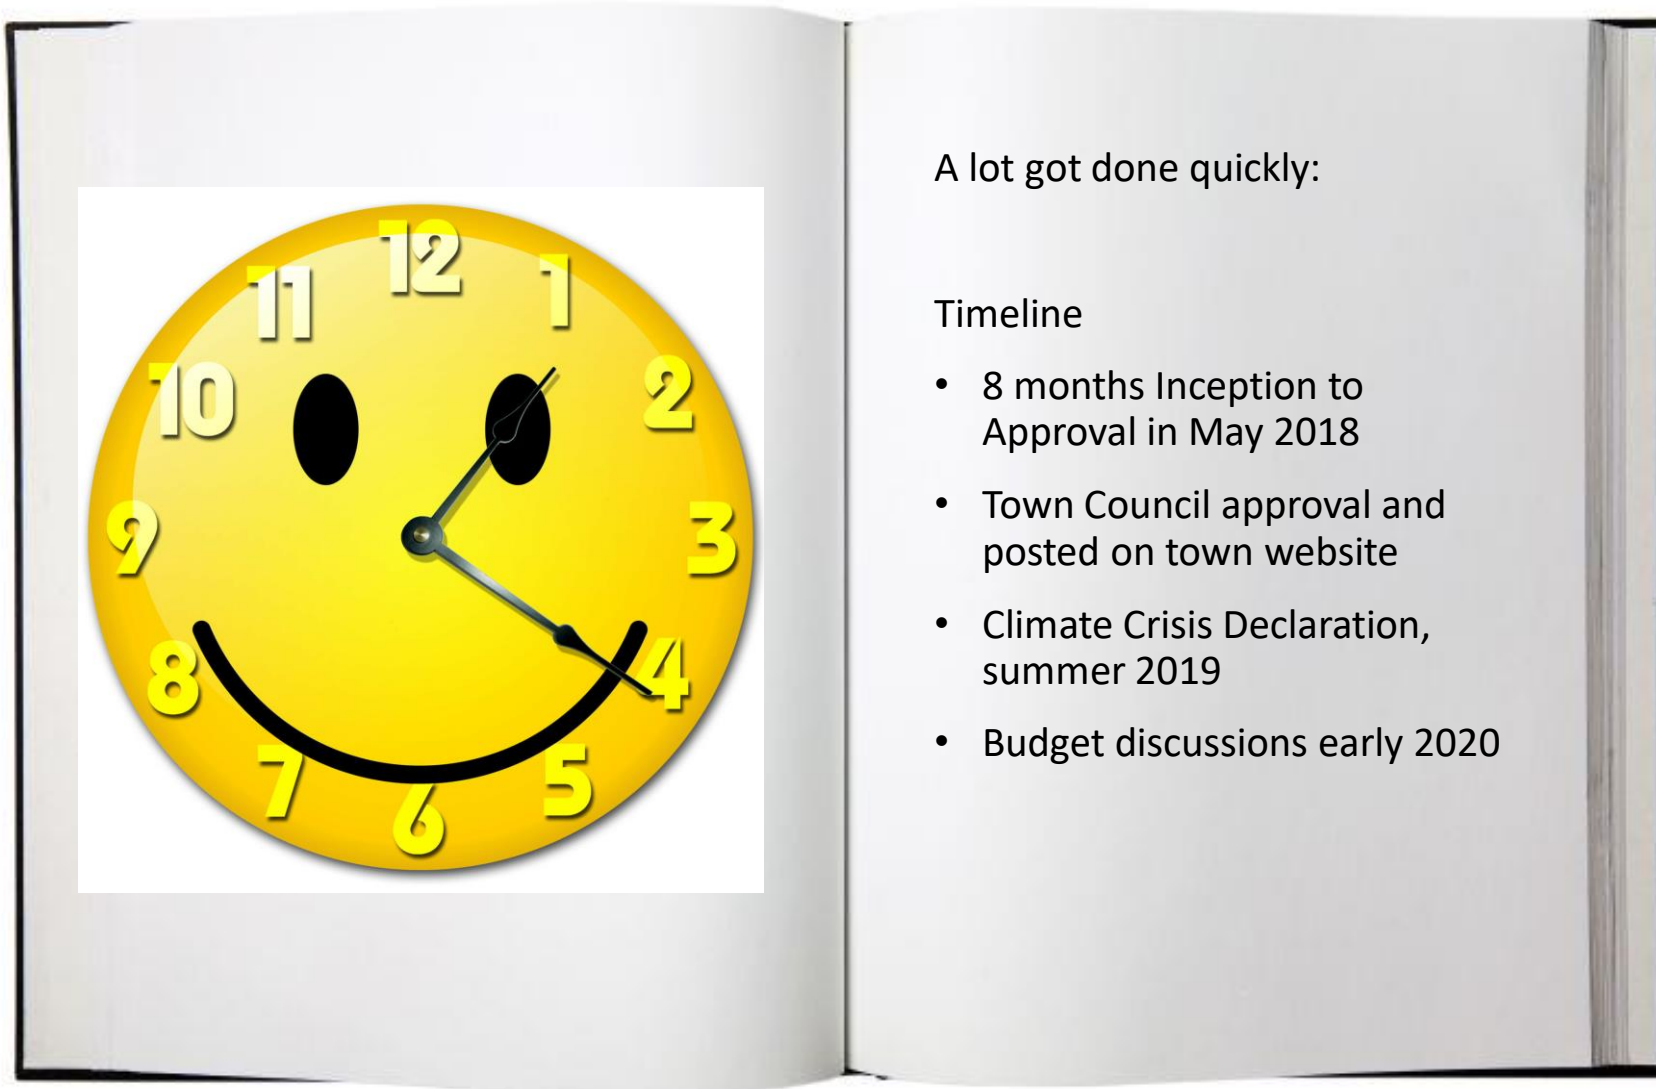 12
11
1
10
2
9
3
8
4
7
5
6
A lot got done quickly:
Timeline
• 8 months Inception to
Approval in May 2018
• Town Council approval and
posted on town website
• Climate Crisis Declaration,
summer 2019
• Budget discussions early 2020